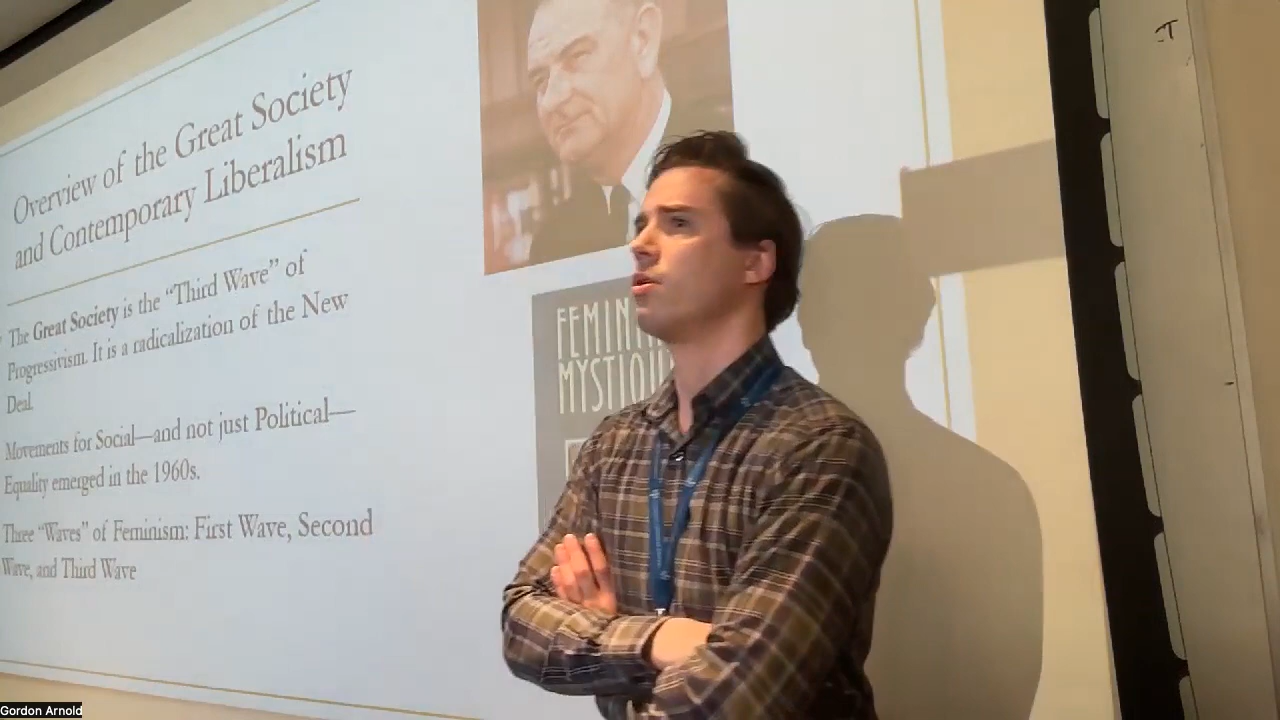 Overview of the Great Society
and Contemporary Liberalism
The Great Society is the “Third Wave” of
Progressivism. It is a radicalization of the New
Deal.
Movements for Social—and not just Political—
Equality emerged in the 1960s.
Three “Waves” of Feminism: First Wave, Second
Wave, and Third Wave
MYSTIQU
Gordon Arnold